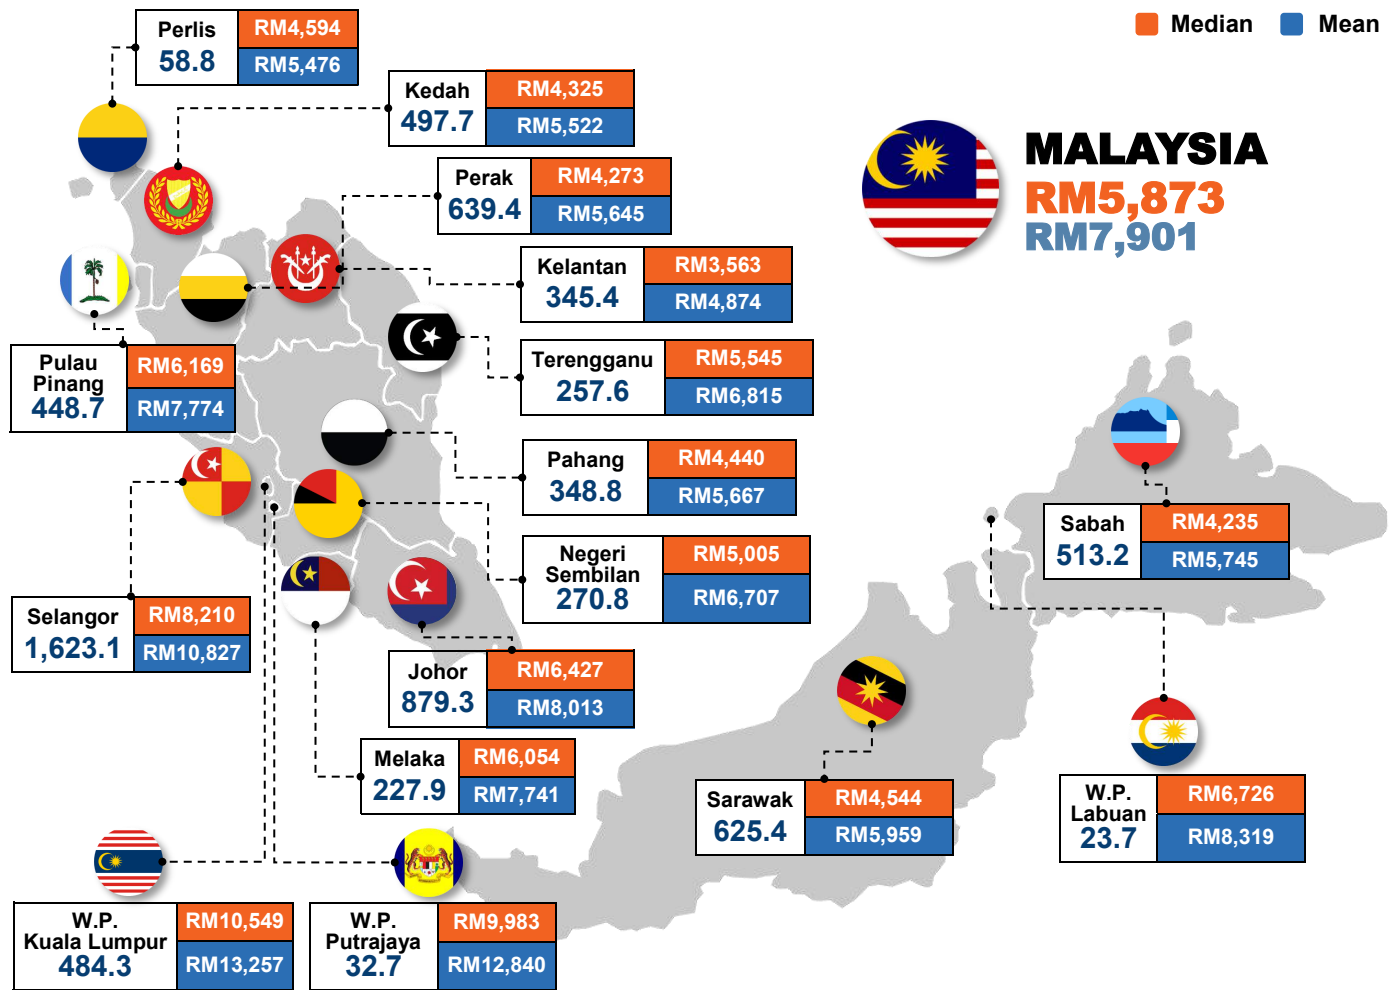 Median
Mean
MALAYSIA
RM5,873
RM7,901
Perlis
58.8
RM4,594
RM5,476
Kedah
497.7
RM4,325
RM5,522
Perak
639.4
RM4,273
RM5,645
Kelantan
345.4
RM3,563
RM4,874
Pulau
Pinang
448.7
RM6,169
RM7,774
Terengganu
257.6
RM5,545
RM6,815
Pahang
348.8
RM4,440
RM5,667
Sabah
513.2
RM4,235
RM5,745
Negeri
Sembilan
270.8
RM5,005
RM6,707
Selangor
1,623.1
RM8,210
RM10,827
Johor
879.3
RM6,427
RM8,013
Melaka
227.9
RM6,054
RM7,741
Sarawak
625.4
RM4,544
RM5,959
W.P.
Labuan
23.7
RM6,726
RM8,319
W.P.
Kuala Lumpur
484.3
RM10,549
RM13,257
W.P.
Putrajaya
32.7
RM9,983
RM12,840